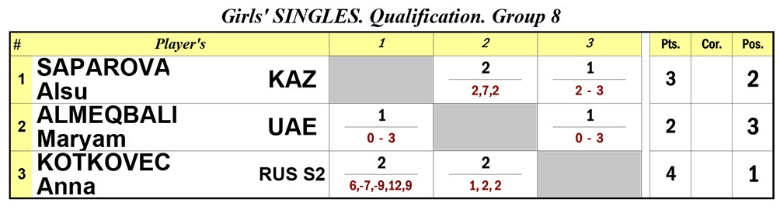 Girls' SINGLES. Qualification. Group 8
# Player's 1 2 3 Pts. Cor. Pos.
1 SAPAROVA Alsu KAZ 2 1 3 2
2,7,2 2 - 3
2 ALMEQBALI Maryam UAE 1 1 2 3
0 - 3 0 - 3
3 KOTKOVEC Anna RUS S2 2 2 4 1
6,-7,-9,12,9 1, 2, 2